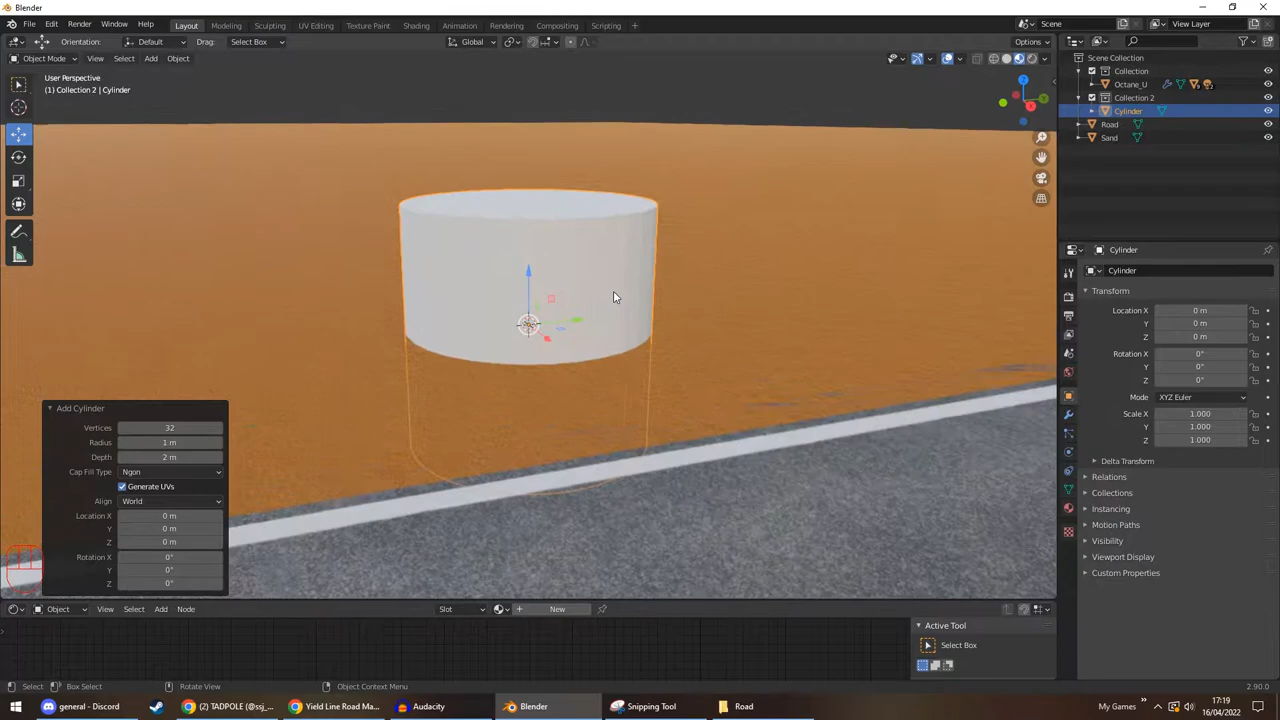 Blender
File Edit Render Window Help
Layout Modeling Sculpting UV Editing Texture Paint Shading Animation Rendering Compositing Scripting
Scene View Layer
Orientation: Default Drag: Select Box Global Options
Object Mode View Select Add Object
User Perspective
(1) Collection 2 | Cylinder
Scene Collection
Collection
Octane_U
Collection 2
Cylinder
Road
Sand
Cylinder
Cylinder
Transform
Location X 0 m
Y 0 m
Z 0 m
Rotation X 0°
Y 0°
Z 0°
Mode XYZ Euler
Scale X 1.000
Y 1.000
Z 1.000
Delta Transform
Relations
Collections
Instancing
Motion Paths
Visibility
Viewport Display
Custom Properties
Add Cylinder
Vertices 32
Radius 1 m
Depth 2 m
Cap Fill Type Ngon
Generate UVs
Align World
Location X 0 m
Y 0 m
Z 0 m
Rotation X 0°
Y 0°
Z 0°
Object View Select Add Node Slot New
Active Tool
Select Box
Select Box Select Rotate View Object Context Menu 2.90.0
general - Discord (2) TADPOLE (@ssj_... Yield Line Road Ma... Audacity Blender Snipping Tool Road My Games 17:19
16/04/2022